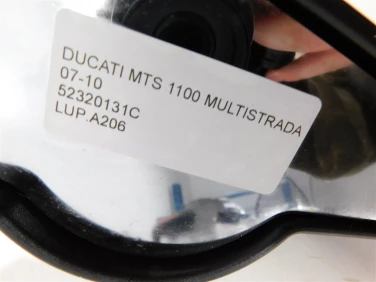 DUCATI MTS 1100 MULTISTRADA
07-10
52320131C
LUP.A206